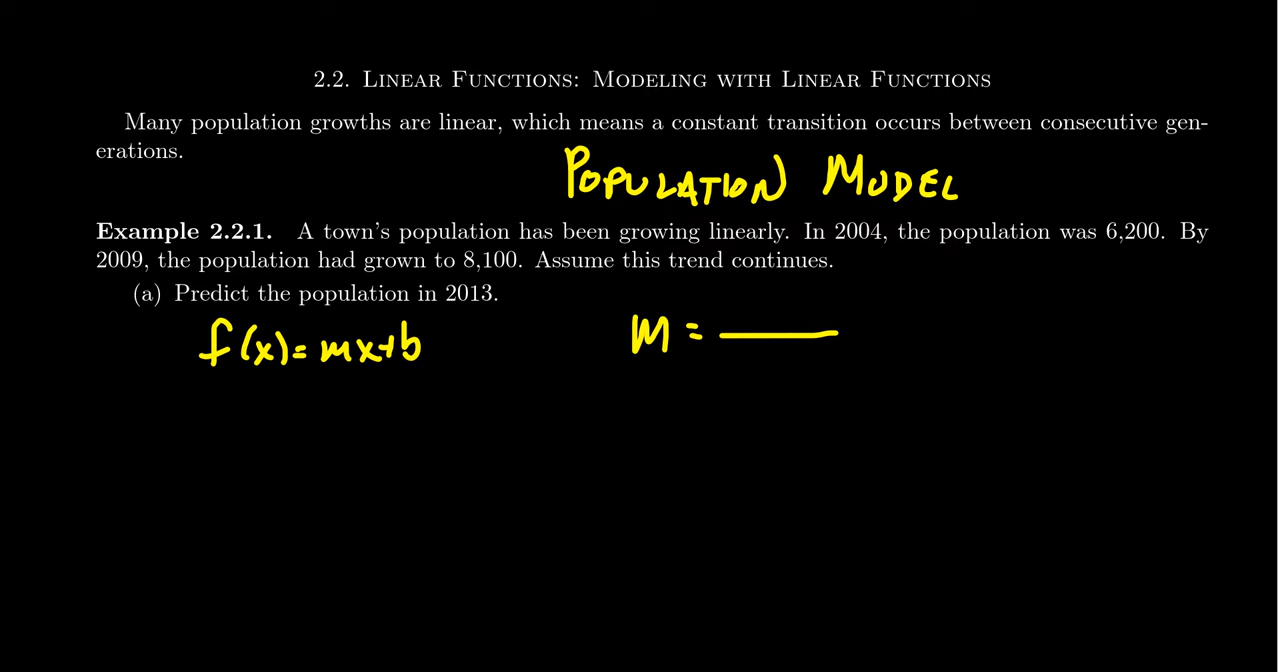 2.2. Linear Functions: Modeling with Linear Functions
Many population growths are linear, which means a constant transition occurs between consecutive gen-
erations.
Population Model
Example 2.2.1. A town's population has been growing linearly. In 2004, the population was 6,200. By
2009, the population had grown to 8,100. Assume this trend continues.
(a) Predict the population in 2013.
f(x)= mx+b
M =